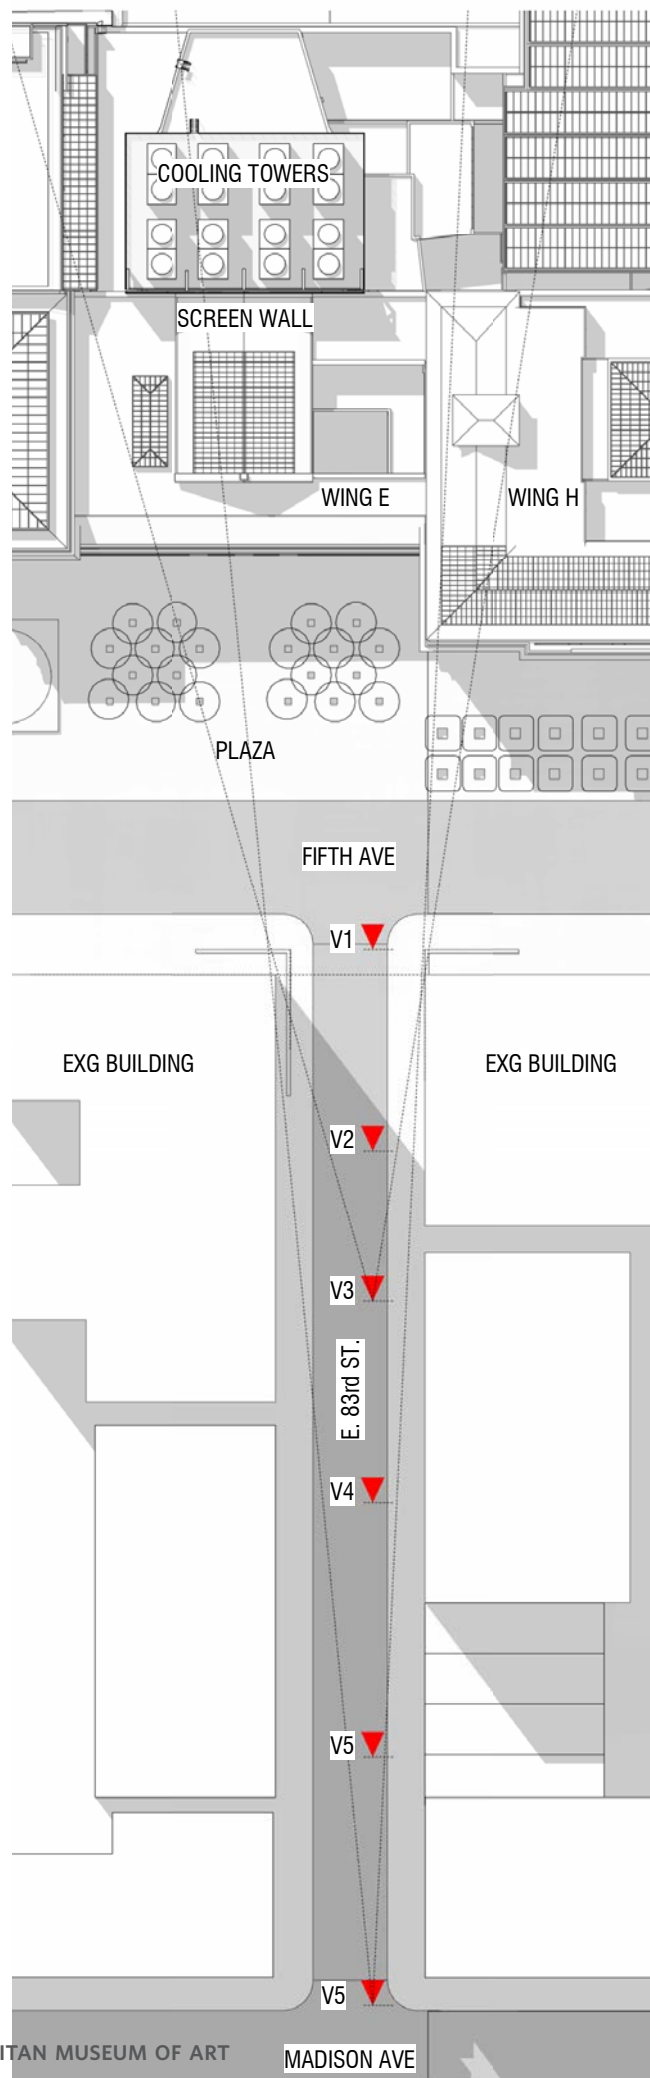 COOLING TOWERS
SCREEN WALL
WING E
WING H
PLAZA
FIFTH AVE
V1
EXG BUILDING
EXG BUILDING
V2
V3
E. 83rd ST.
V4
V5
V5
ITAN MUSEUM OF ART
MADISON AVE